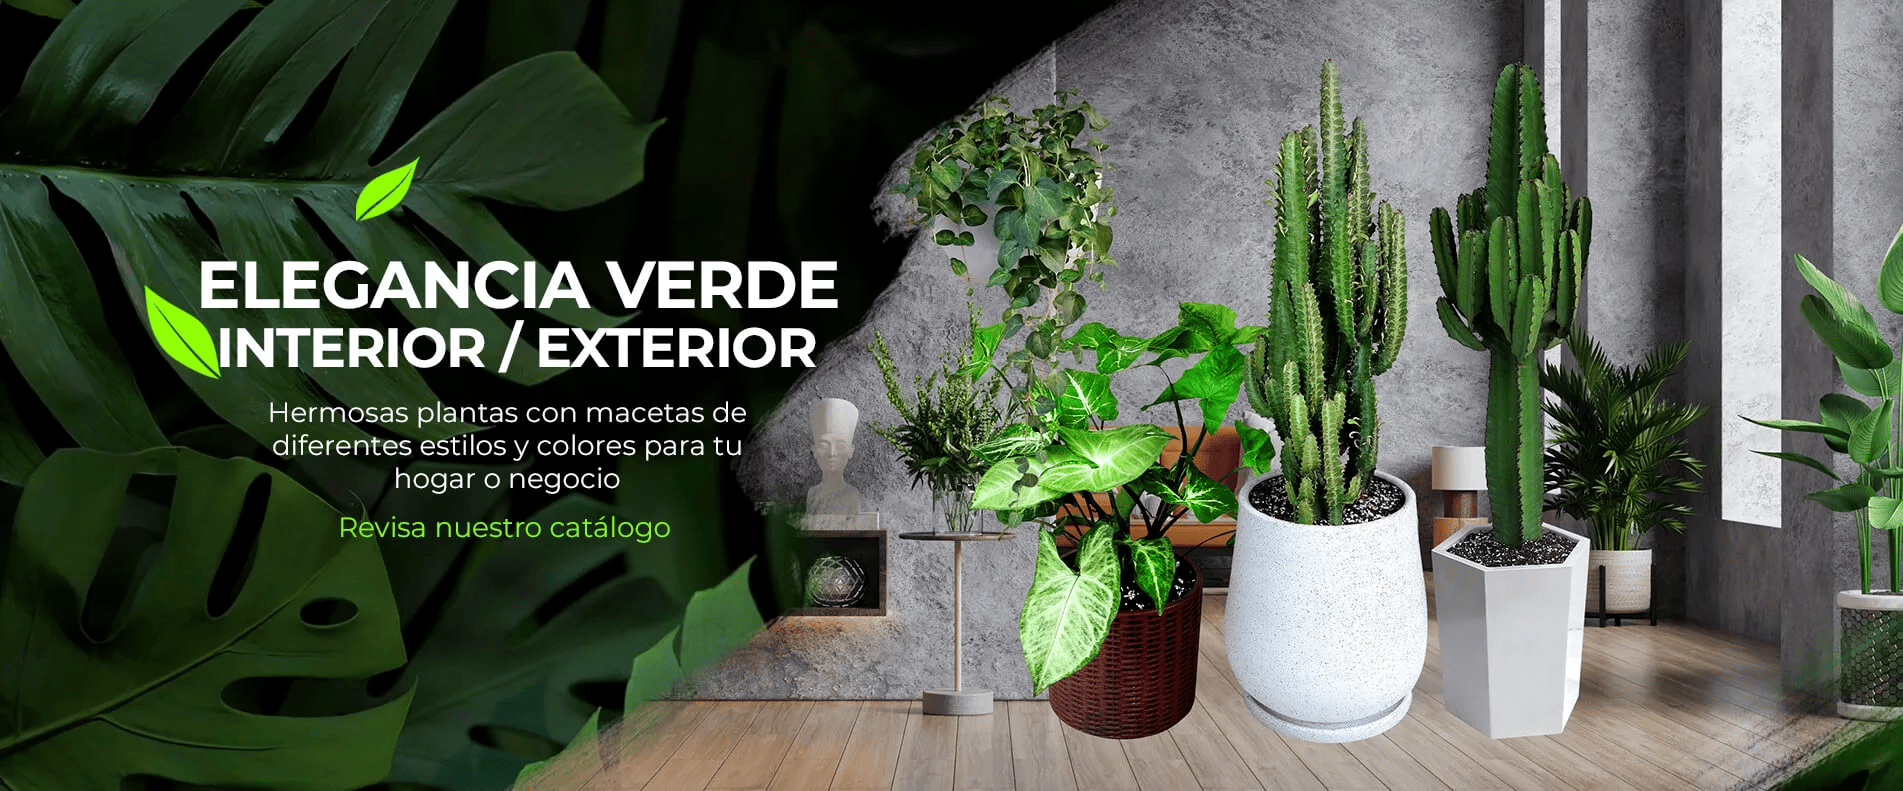 ELEGANCIA VERDE
INTERIOR / EXTERIOR
Hermosas plantas con macetas de
diferentes estilos y colores para tu
hogar o negocio
Revisa nuestro catálogo